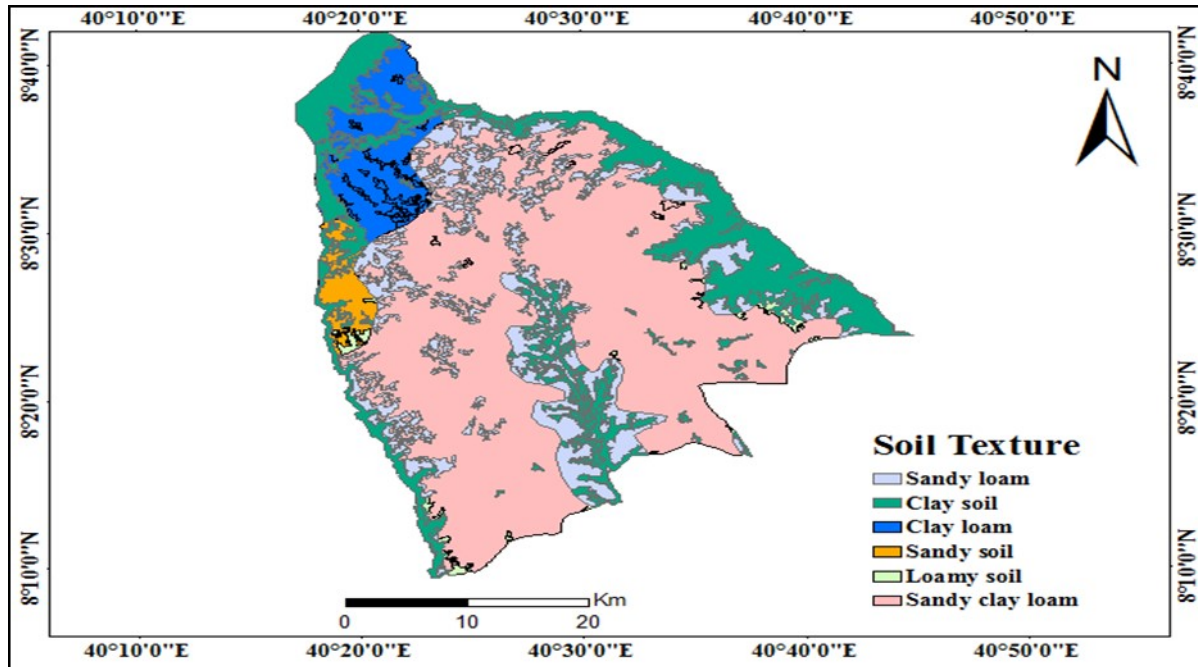 40°10'0"E 40°20'0"E 40°30'0"E 40°40'0"E 40°50'0"E
8°40'0"N 8°40'0"N
N
8°30'0"N 8°30'0"N
8°20'0"N 8°20'0"N
Soil Texture
Sandy loam
Clay soil
Clay loam
Sandy soil
Loamy soil
Sandy clay loam
8°10'0"N 8°10'0"N
Km
0 10 20
40°10'0"E 40°20'0"E 40°30'0"E 40°40'0"E 40°50'0"E